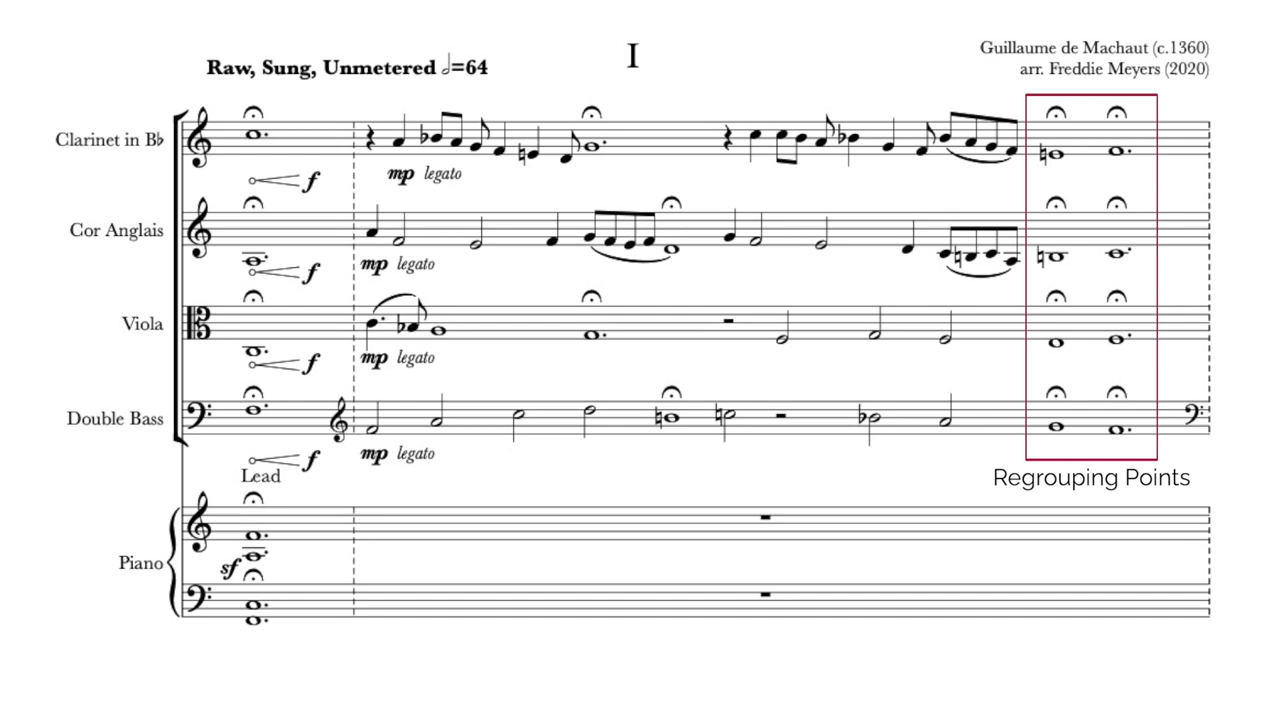 I
Guillaume de Machaut (c.1360)
arr. Freddie Meyers (2020)
Raw, Sung, Unmetered 𝅗𝅥=64
Clarinet in B♭
f
mp legato
Cor Anglais
f
mp legato
Viola
f
mp legato
Double Bass
f
mp legato
Lead
Regrouping Points
Piano
sf